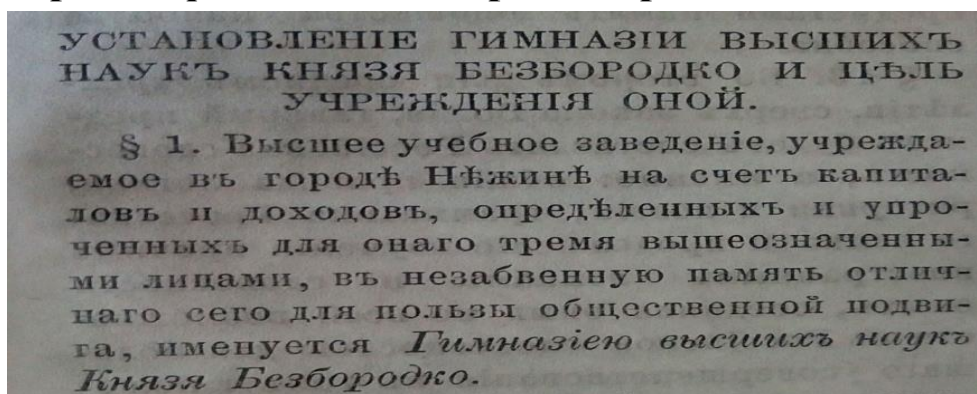 УСТАНОВЛЕНІЕ ГИМНАЗІИ ВЫСШИХЪ
НАУКЪ КНЯЗЯ БЕЗБОРОДКО И ЦѢЛЬ
УЧРЕЖДЕНІЯ ОНОЙ.
§ 1. Высшее учебное заведеніе, учрежда-
емое въ городѣ Нѣжинѣ на счетъ капита-
ловъ и доходовъ, опредѣленныхъ и упро-
ченныхъ для онаго тремя вышеозначенны-
ми лицами, въ незабвенную память отлич-
наго сего для пользы общественной подви-
га, именуется Гимназіею высшихъ наукъ
Князя Безбородко.